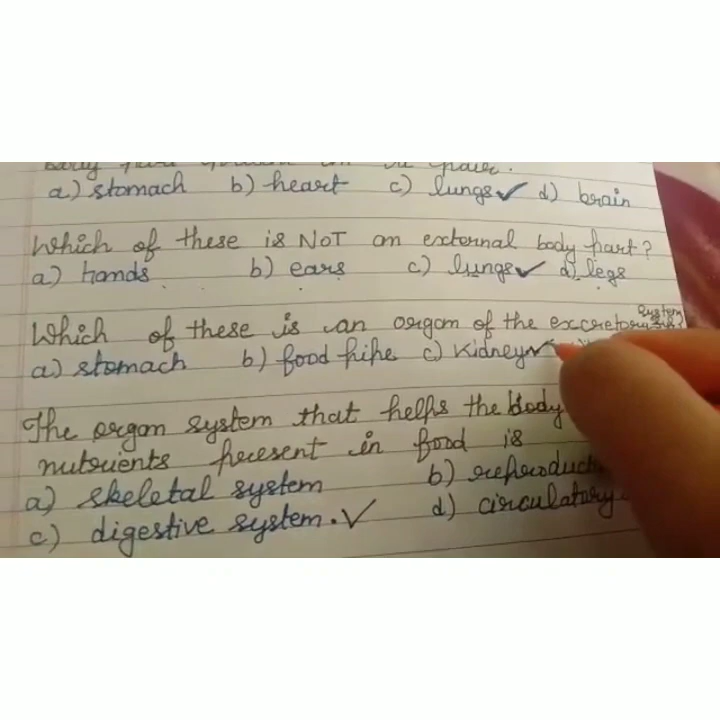 a) stomach b) heart c) lungs ✓ d) brain
Which of these is NOT an external body part?
a) hands b) ears c) lungs ✓ d) legs
system
Which of these is an organ of the excretory
a) stomach b) food pipe c) Kidney ✓
The organ system that helps the body
nutrients present in food is
a) skeletal system b)
c) digestive system. ✓ d) circulatory